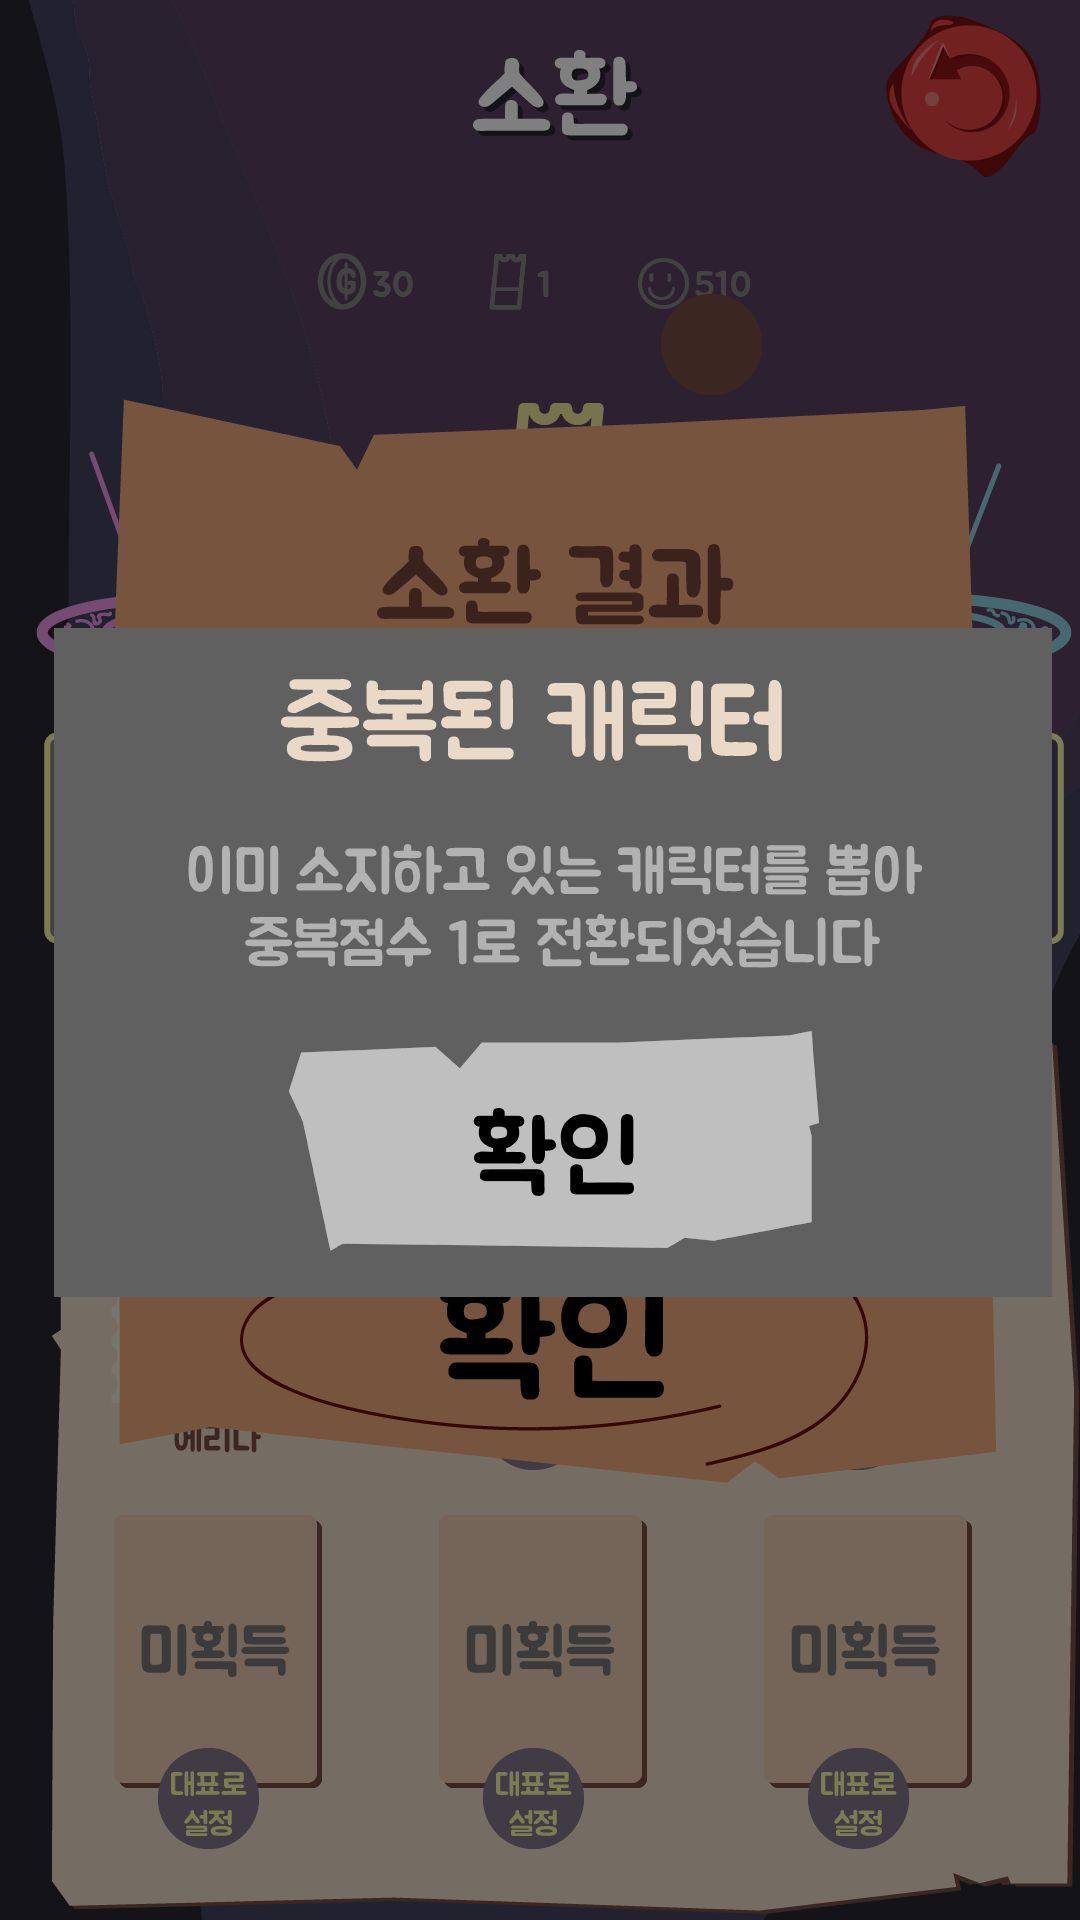 소환
30 1 510
소환 결과
중복된 캐릭터
이미 소지하고 있는 캐릭터를 뽑아
중복점수 1로 전환되었습니다
확인
확인
에리나
미획득 미획득 미획득
대표로 대표로 대표로
설정 설정 설정